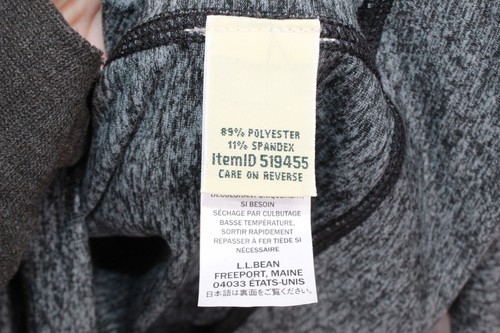 89% POLYESTER
11% SPANDEX
ItemID 519455
CARE ON REVERSE
SI BESOIN
SÉCHAGE PAR CULBUTAGE
BASSE TEMPÉRATURE,
SORTIR RAPIDEMENT
REPASSER À FER TIÈDE SI
NÉCESSAIRE
L.L.BEAN
FREEPORT, MAINE
04033 ÉTATS-UNIS
日本語は裏面をご覧ください。